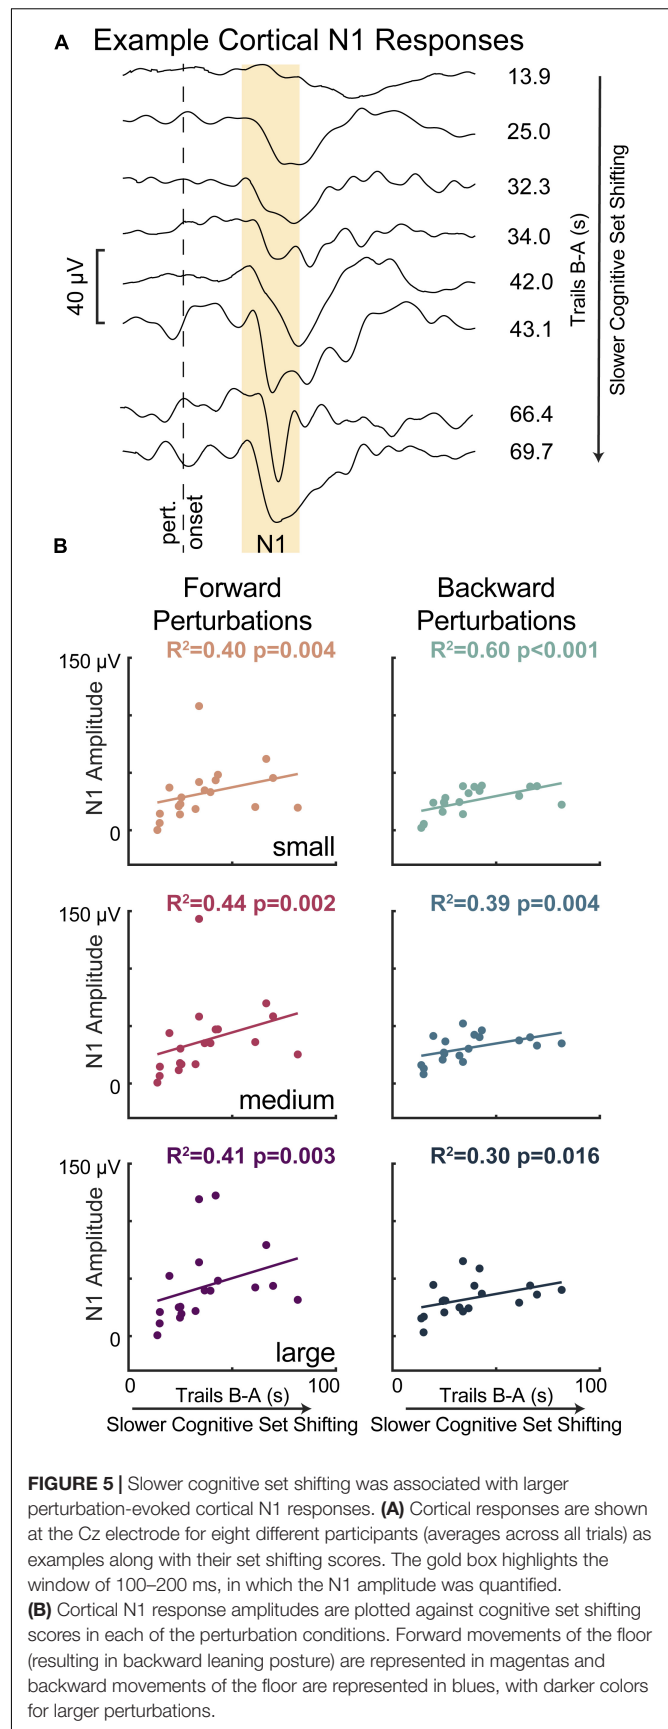 A Example Cortical N1 Responses
13.9
25.0
32.3
34.0
42.0
43.1
66.4
69.7
40 µV
Trails B-A (s)
Slower Cognitive Set Shifting
pert.
onset
N1
B
Forward
Perturbations
Backward
Perturbations
R²=0.40 p=0.004
R²=0.60 p<0.001
150 µV
N1 Amplitude
0
small
R²=0.44 p=0.002
R²=0.39 p=0.004
150 µV
N1 Amplitude
0
medium
R²=0.41 p=0.003
R²=0.30 p=0.016
150 µV
N1 Amplitude
0
large
0 Trails B-A (s) 100
Slower Cognitive Set Shifting
0 Trails B-A (s) 100
Slower Cognitive Set Shifting
FIGURE 5 | Slower cognitive set shifting was associated with larger
perturbation-evoked cortical N1 responses. (A) Cortical responses are shown
at the Cz electrode for eight different participants (averages across all trials) as
examples along with their set shifting scores. The gold box highlights the
window of 100–200 ms, in which the N1 amplitude was quantified.
(B) Cortical N1 response amplitudes are plotted against cognitive set shifting
scores in each of the perturbation conditions. Forward movements of the floor
(resulting in backward leaning posture) are represented in magentas and
backward movements of the floor are represented in blues, with darker colors
for larger perturbations.